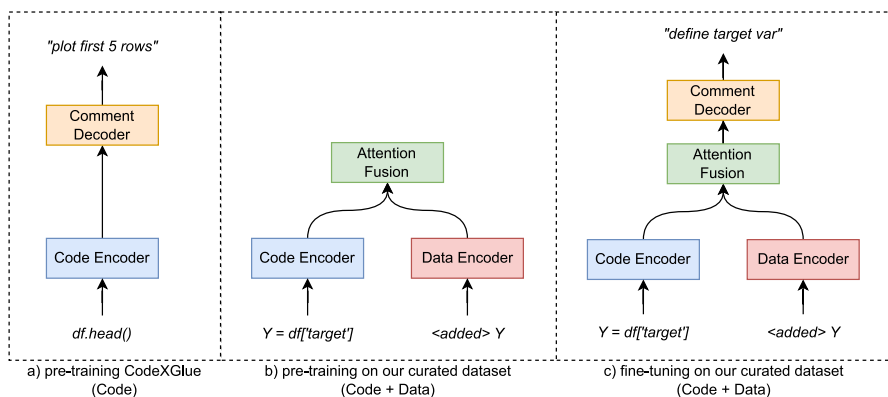 "plot first 5 rows"
Comment
Decoder
Code Encoder
df.head()
a) pre-training CodeXGlue
(Code)
Attention
Fusion
Code Encoder
Data Encoder
Y = df['target']
<added> Y
b) pre-training on our curated dataset
(Code + Data)
"define target var"
Comment
Decoder
Attention
Fusion
Code Encoder
Data Encoder
Y = df['target']
<added> Y
c) fine-tuning on our curated dataset
(Code + Data)